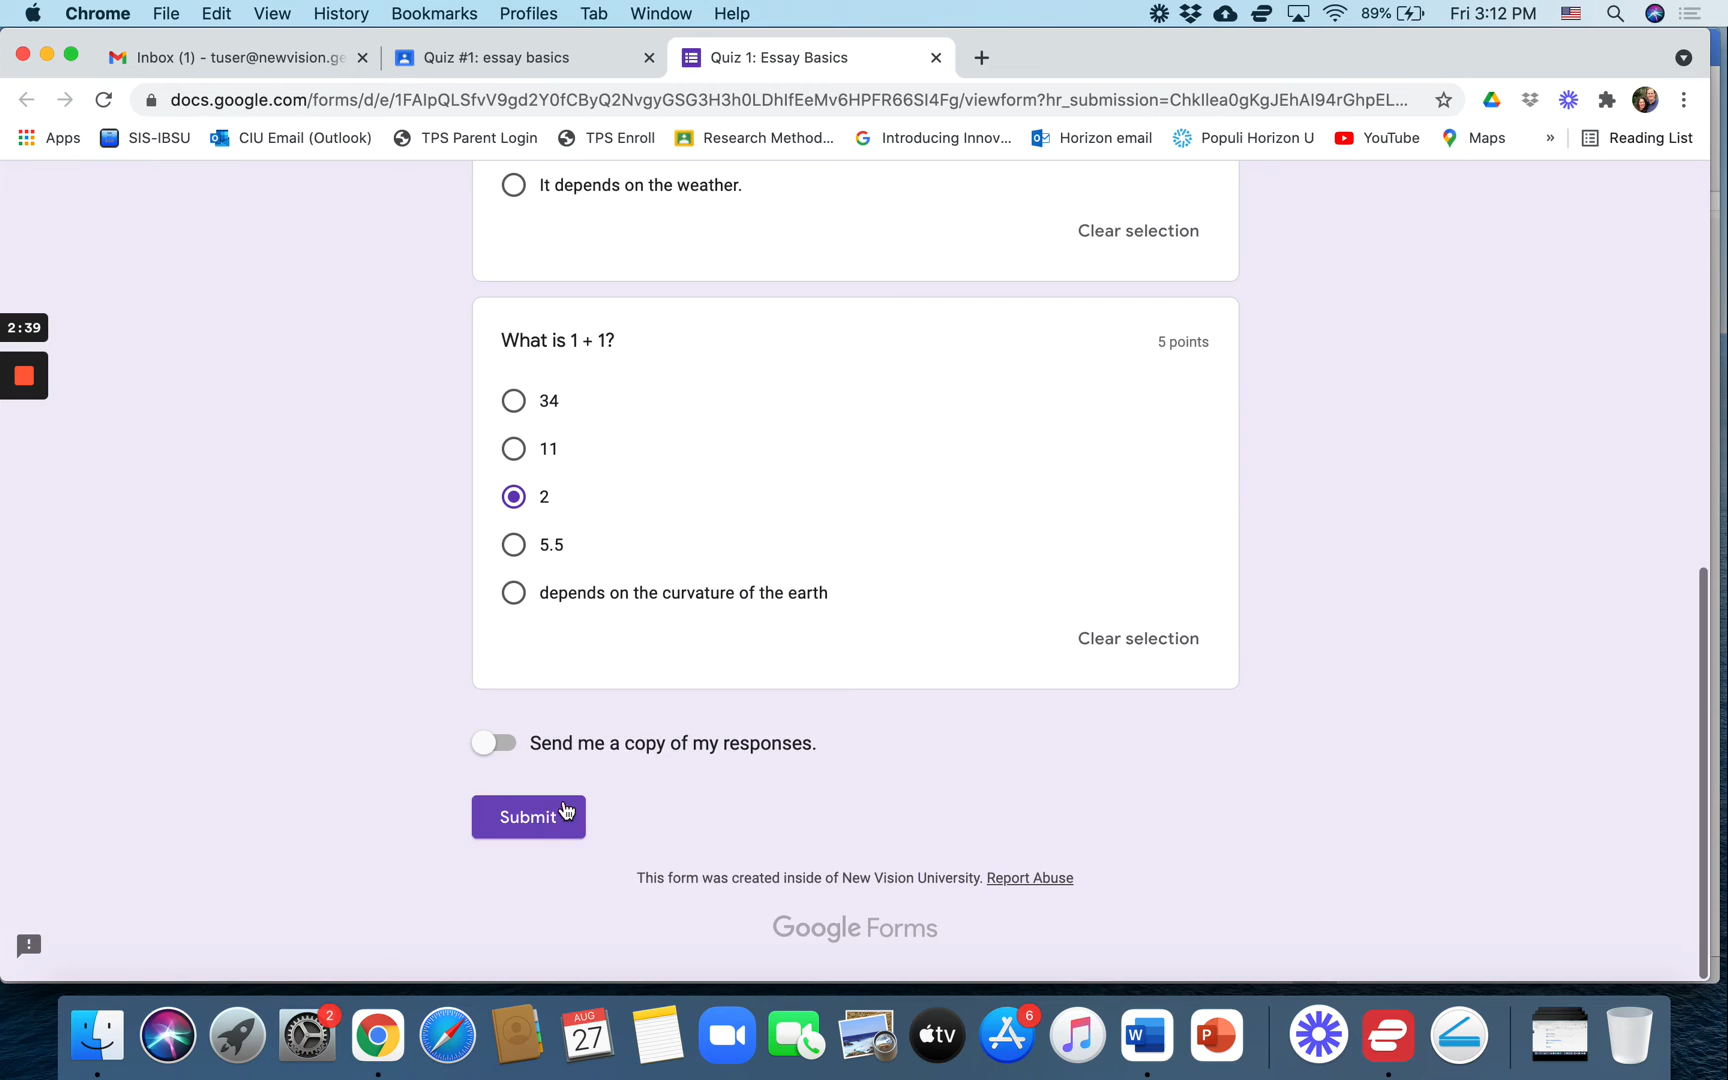 Chrome File Edit View History Bookmarks Profiles Tab Window Help 89% Fri 3:12 PM
Inbox (1) - tuser@newvision.ge Quiz #1: essay basics Quiz 1: Essay Basics
docs.google.com/forms/d/e/1FAIpQLSfvV9gd2Y0fCByQ2NvgyGSG3H3h0LDhIfEeMv6HPFR66SI4Fg/viewform?hr_submission=ChkIlea0gKgJEhAI94rGhpEL...
Apps SIS-IBSU CIU Email (Outlook) TPS Parent Login TPS Enroll Research Method... Introducing Innov... Horizon email Populi Horizon U YouTube Maps » Reading List
It depends on the weather.
Clear selection
2:39
What is 1 + 1? 5 points
34
11
2
5.5
depends on the curvature of the earth
Clear selection
Send me a copy of my responses.
Submit
This form was created inside of New Vision University. Report Abuse
Google Forms
2
AUG
27
tv
6
W
P